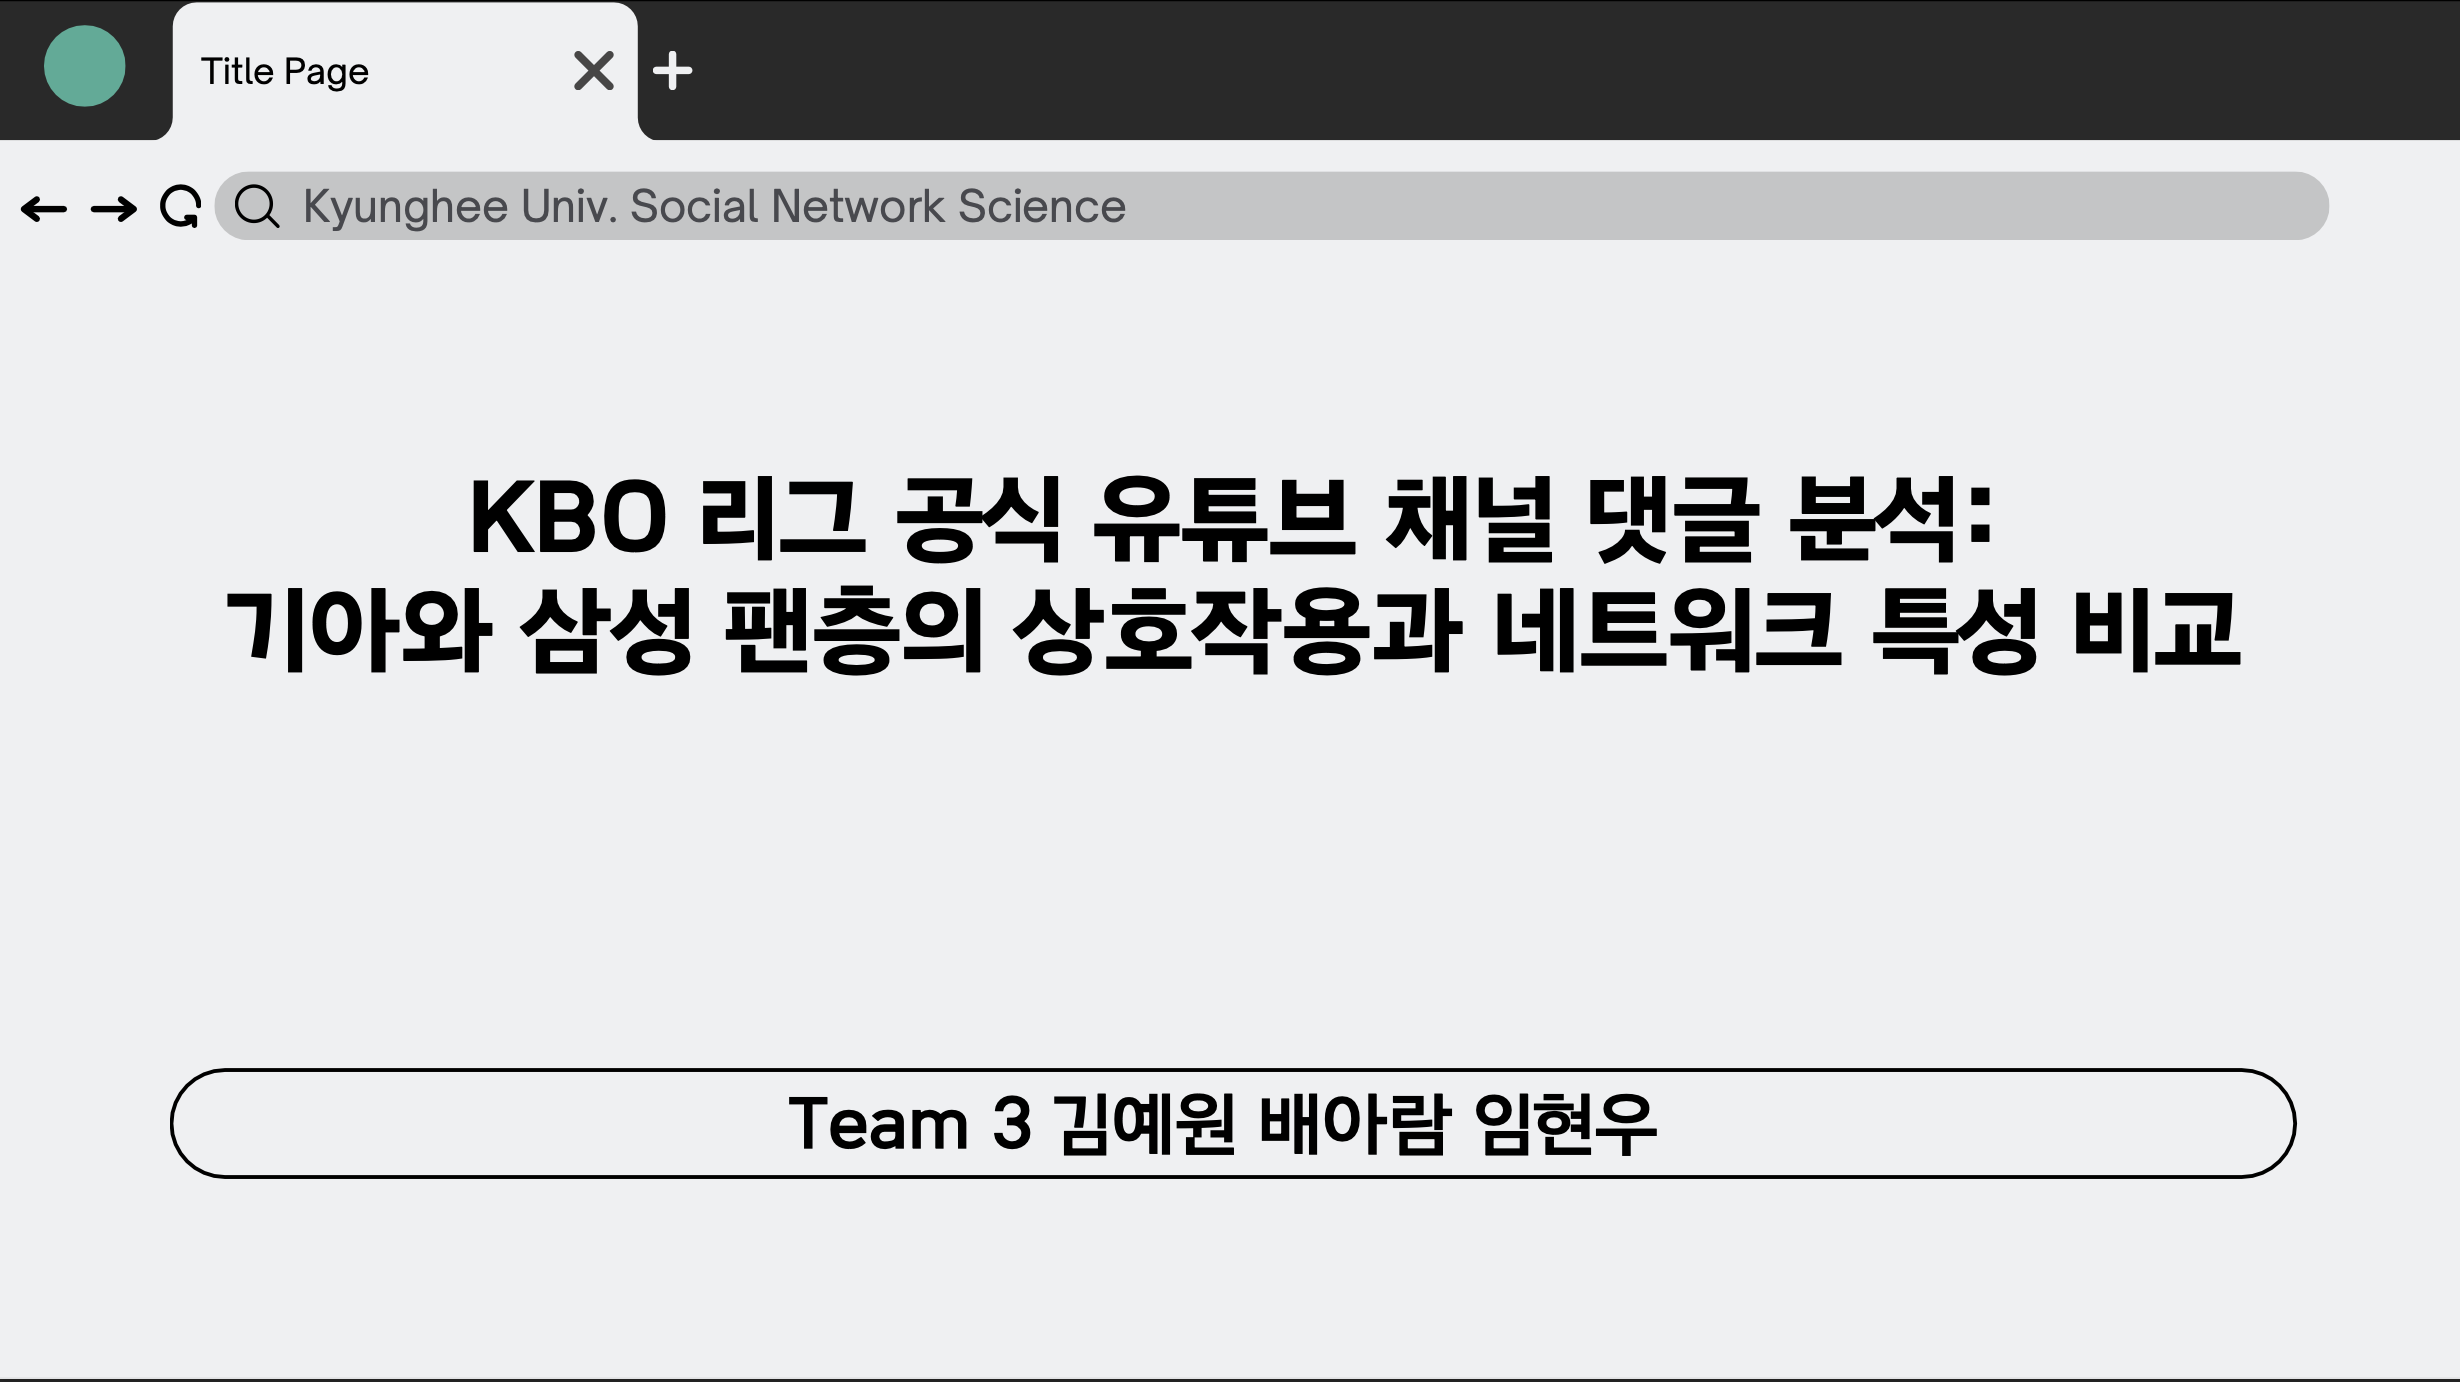 Title Page
Kyunghee Univ. Social Network Science
KBO 리그 공식 유튜브 채널 댓글 분석:
기아와 삼성 팬층의 상호작용과 네트워크 특성 비교
Team 3 김예원 배아람 임현우